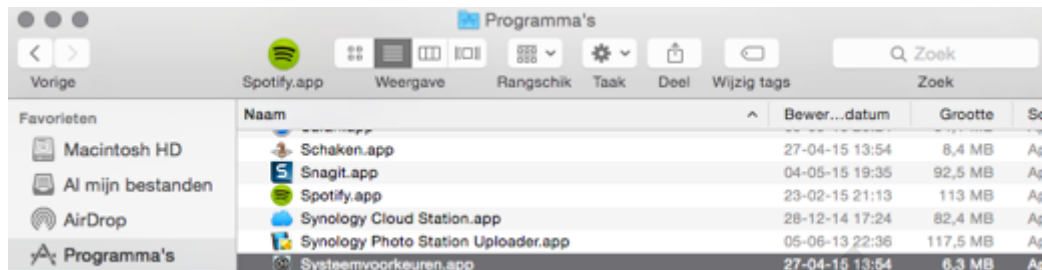 Programma's
Vorige Spotify.app Weergave Rangschik Taak Deel Wijzig tags Zoek
Zoek
Favorieten Naam Bewer...datum Grootte
Macintosh HD
Al mijn bestanden
AirDrop
Programma's
Schaken.app 27-04-15 13:54 8,4 MB
Snagit.app 04-05-15 19:35 92,5 MB
Spotify.app 23-02-15 21:13 113 MB
Synology Cloud Station.app 28-12-14 17:24 82,4 MB
Synology Photo Station Uploader.app 05-06-13 22:36 117,5 MB
Systeemvoorkeuren.app 27-04-15 13:54 6,3 MB